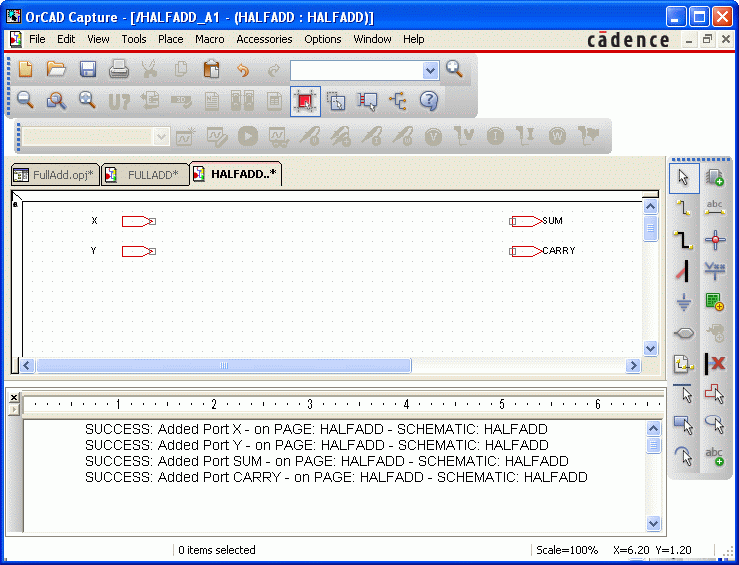 OrCAD Capture - [/HALFADD_A1 - (HALFADD : HALFADD)]
File Edit View Tools Place Macro Accessories Options Window Help
cādence
U?
V V I I W
FullAdd.opj* FULLADD* HALFADD..*
abc
X SUM
Y CARRY
1 2 3 4 5 6
SUCCESS: Added Port X - on PAGE: HALFADD - SCHEMATIC: HALFADD
SUCCESS: Added Port Y - on PAGE: HALFADD - SCHEMATIC: HALFADD
SUCCESS: Added Port SUM - on PAGE: HALFADD - SCHEMATIC: HALFADD
SUCCESS: Added Port CARRY - on PAGE: HALFADD - SCHEMATIC: HALFADD
abc
0 items selected Scale=100% X=6.20 Y=1.20